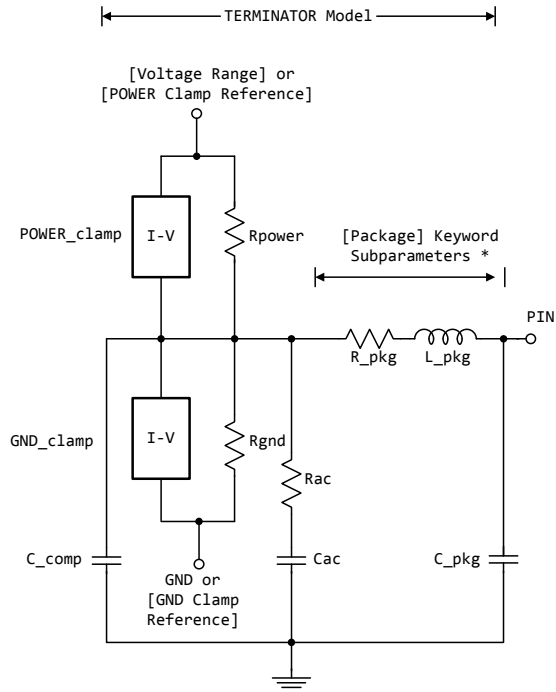 TERMINATOR Model
[Voltage Range] or
[POWER Clamp Reference]
POWER_clamp
I-V
Rpower
[Package] Keyword
Subparameters *
PIN
R_pkg
L_pkg
GND_clamp
I-V
Rgnd
Rac
C_comp
GND or
[GND Clamp
Reference]
Cac
C_pkg